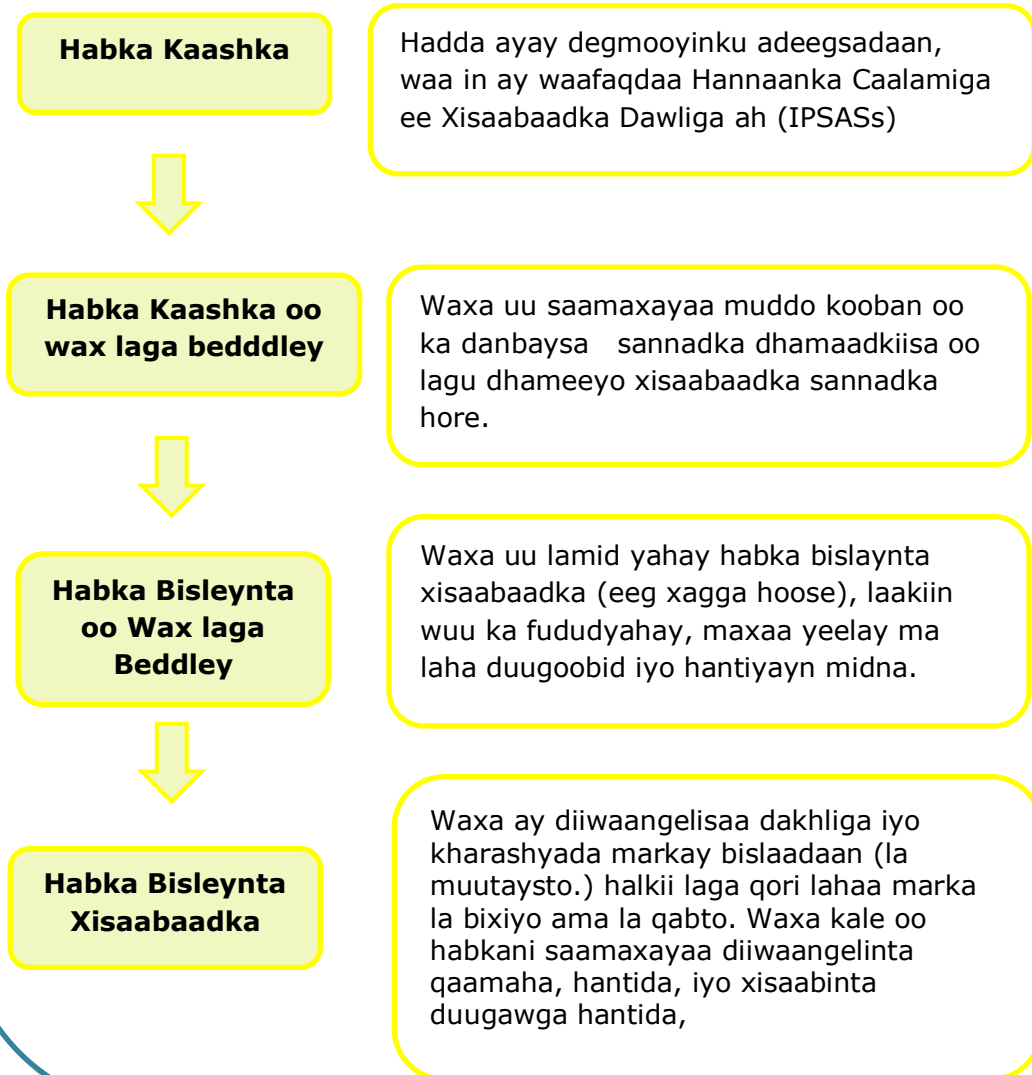 Habka Kaashka
Hadda ayay degmooyinku adeegsadaan,
waa in ay waafaqdaa Hannaanka Caalamiga
ee Xisaabaadka Dawliga ah (IPSASs)
Habka Kaashka oo
wax laga bedddley
Waxa uu saamaxayaa muddo kooban oo
ka danbaysa sannadka dhamaadkiisa oo
lagu dhameeyo xisaabaadka sannadka
hore.
Habka Bisleynta
oo Wax laga
Beddley
Waxa uu lamid yahay habka bislaynta
xisaabaadka (eeg xagga hoose), laakiin
wuu ka fududyahay, maxaa yeelay ma
laha duugoobid iyo hantiyayn midna.
Habka Bisleynta
Xisaabaadka
Waxa ay diiwaangelisaa dakhliga iyo
kharashyada markay bislaadaan (la
muutaysto.) halkii laga qori lahaa marka
la bixiyo ama la qabto. Waxa kale oo
habkani saamaxayaa diiwaangelinta
qaamaha, hantida, iyo xisaabinta
duugawga hantida,